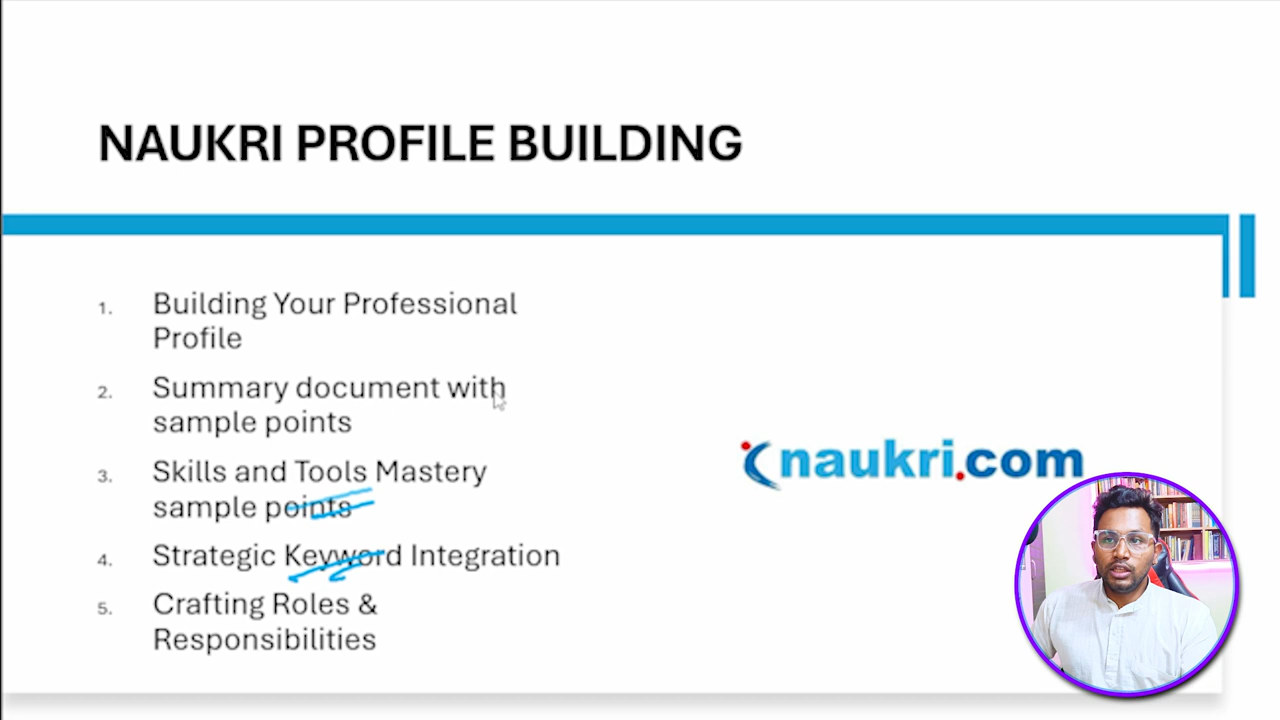 NAUKRI PROFILE BUILDING
1. Building Your Professional
Profile
2. Summary document with
sample points
3. Skills and Tools Mastery
sample points
4. Strategic Keyword Integration
5. Crafting Roles &
Responsibilities
naukri.com